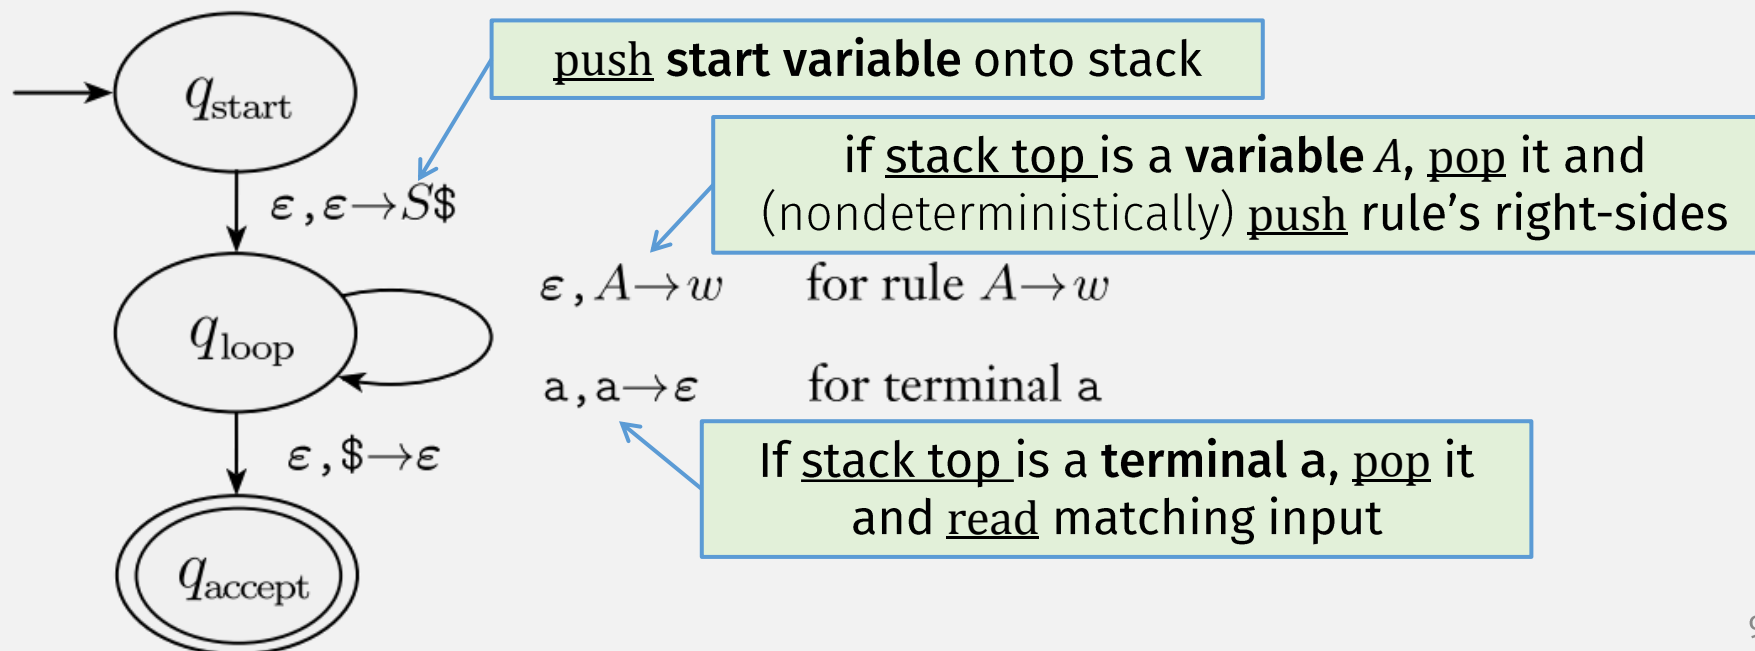 push start variable onto stack
q_start
if stack top is a variable A, pop it and
(nondeterministically) push rule's right-sides
ε,ε→S$
ε,A→w for rule A→w
q_loop
a,a→ε for terminal a
ε,$→ε
If stack top is a terminal a, pop it
and read matching input
q_accept